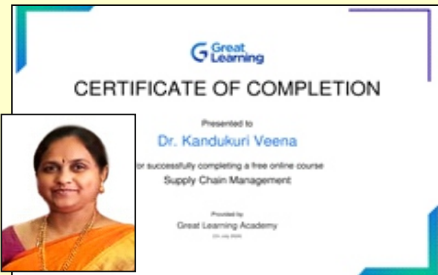 Great
Learning
CERTIFICATE OF COMPLETION
Presented to
Dr. Kandukuri Veena
or successfully completing a free online course
Supply Chain Management
Provided by
Great Learning Academy